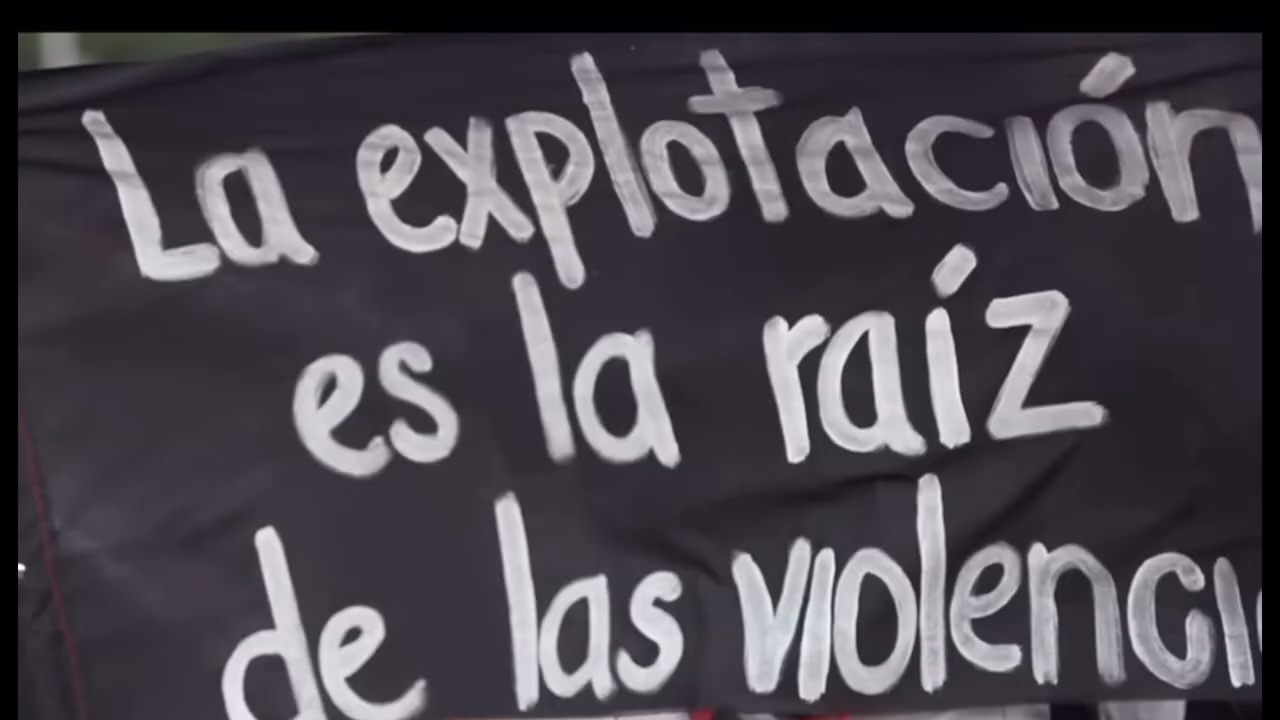 La explotación
es la raíz
de las violenci